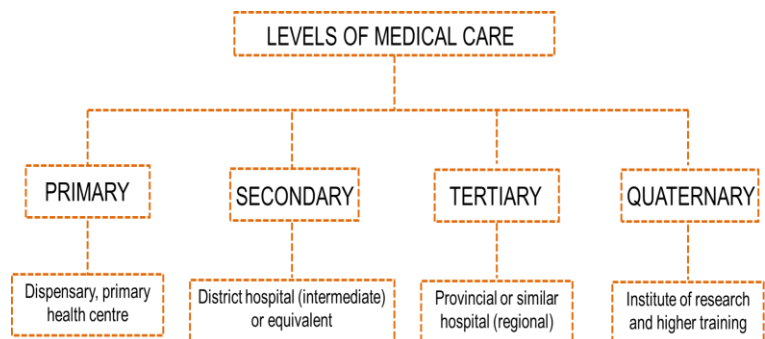 LEVELS OF MEDICAL CARE
PRIMARY
SECONDARY
TERTIARY
QUATERNARY
Dispensary, primary
health centre
District hospital (intermediate)
or equivalent
Provincial or similar
hospital (regional)
Institute of research
and higher training